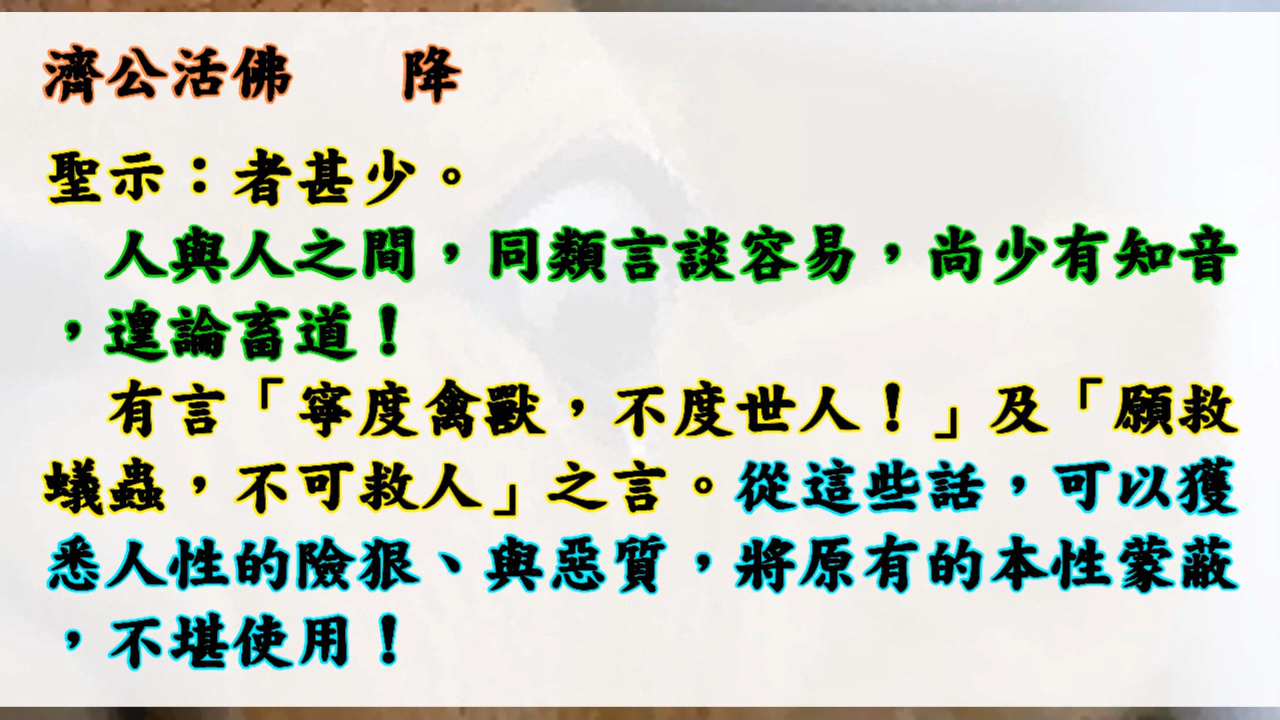 濟公活佛　降
聖示：者甚少。
人與人之間，同類言談容易，尚少有知音
，遑論畜道！
有言「寧度禽獸，不度世人！」及「願救
蟻蟲，不可救人」之言。從這些話，可以獲
悉人性的險狠、與惡質，將原有的本性蒙蔽
，不堪使用！